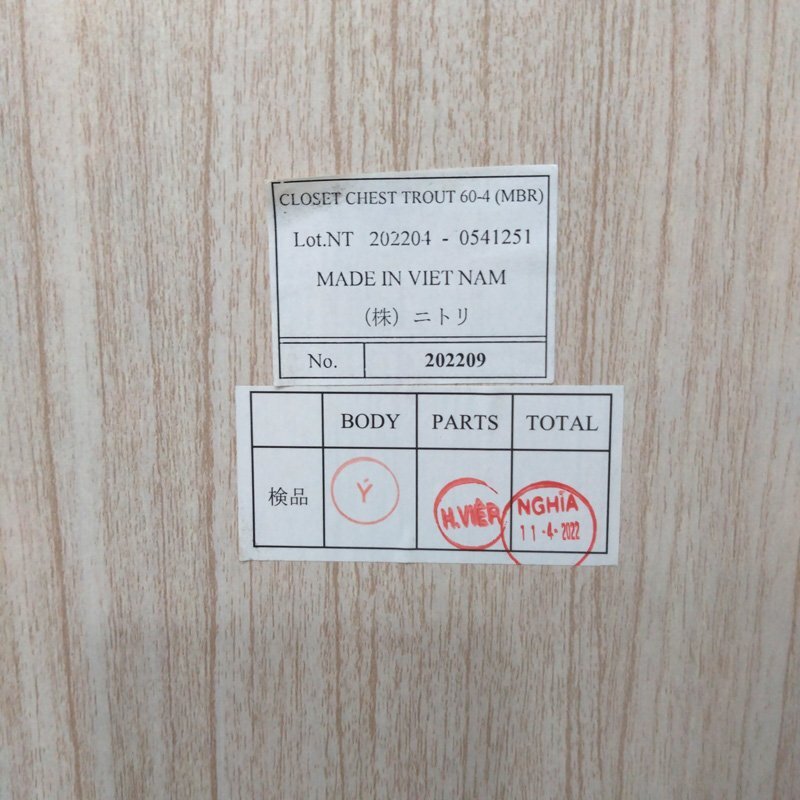 CLOSET CHEST TROUT 60-4 (MBR)
Lot.NT 202204 - 0541251
MADE IN VIET NAM
(株) ニトリ
No. 202209
BODY PARTS TOTAL
検品 Ý H.VIÊR NGHĨA
11-4-2022